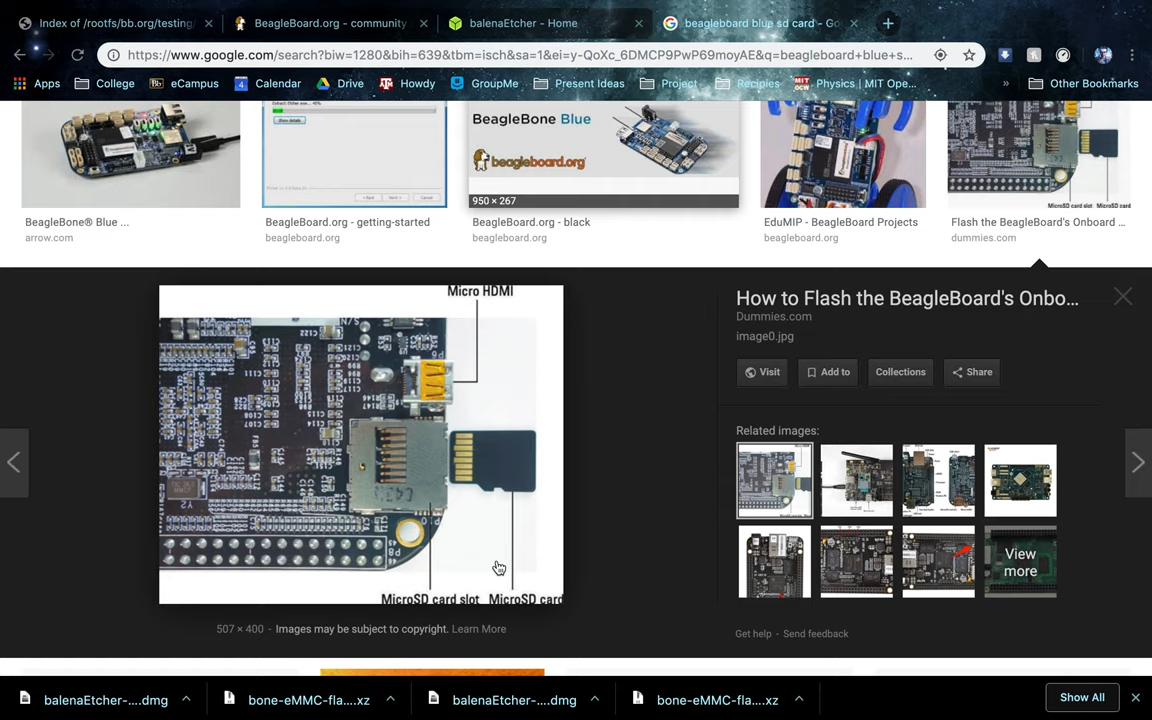 Index of /rootfs/bb.org/testing/
BeagleBoard.org - community
balenaEtcher - Home
beagleboard blue sd card - Go
https://www.google.com/search?biw=1280&bih=639&tbm=isch&sa=1&ei=y-QoXc_6DMCP9PwP69moyAE&q=beagleboard+blue+s...
Apps
College
eCampus
Calendar
Drive
Howdy
GroupMe
Present Ideas
Project
Recipies
Physics | MIT Ope...
»
Other Bookmarks
BeagleBone Blue
beagleboard.org
950 × 267
MicroSD card slot
MicroSD card
BeagleBone® Blue ...
arrow.com
BeagleBoard.org - getting-started
beagleboard.org
BeagleBoard.org - black
beagleboard.org
EduMIP - BeagleBoard Projects
beagleboard.org
Flash the BeagleBoard's Onboard ...
dummies.com
Micro HDMI
MicroSD card slot
MicroSD card
507 × 400 - Images may be subject to copyright. Learn More
How to Flash the BeagleBoard's Onbo...
Dummies.com
image0.jpg
Visit
Add to
Collections
Share
Related images:
View more
Get help - Send feedback
balenaEtcher-....dmg
bone-eMMC-fla....xz
balenaEtcher-....dmg
bone-eMMC-fla....xz
Show All